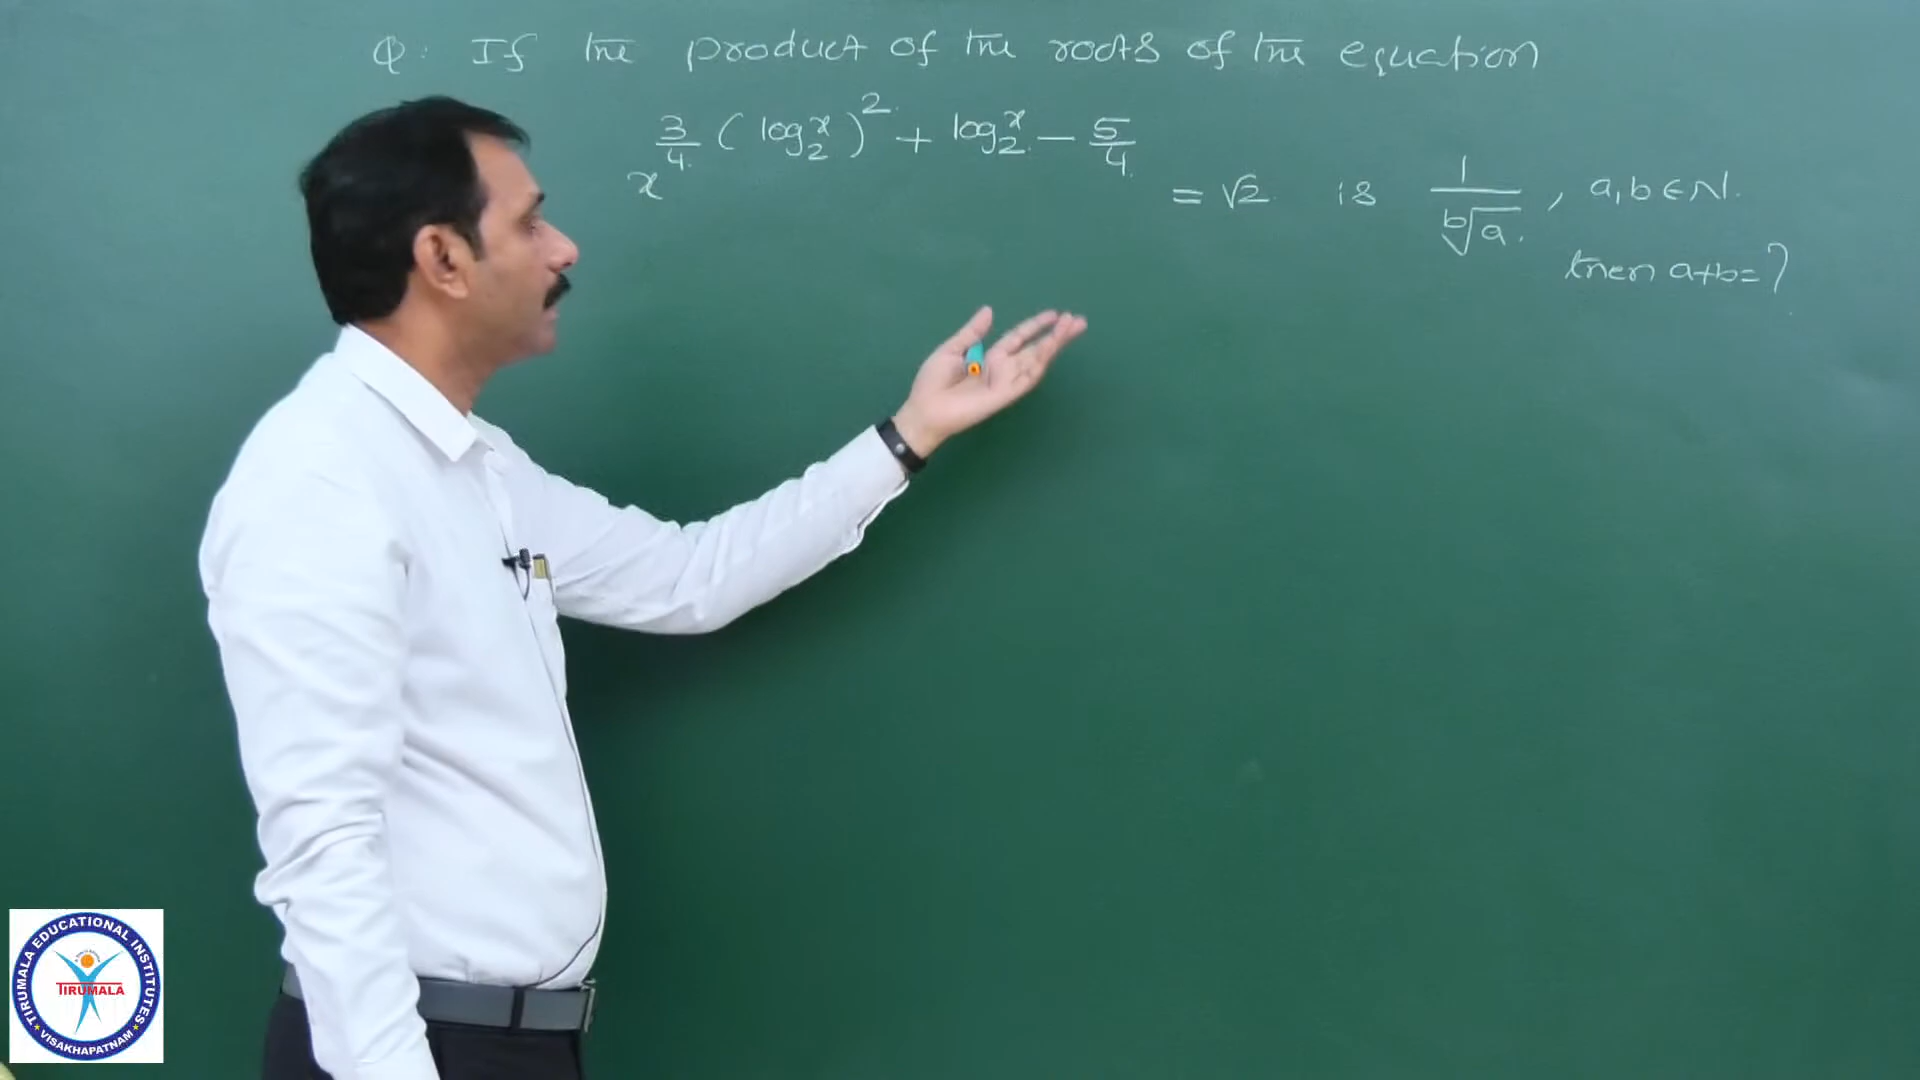 Q: If the product of the roots of the equation
x^{3/4 (log_2 x)^2 + log_2 x - 5/4} = √2 is 1/ᵇ√a, a,b∈N.
then a+b=?
TIRUMALA EDUCATIONAL INSTITUTES
TIRUMALA
★ VISAKHAPATNAM ★